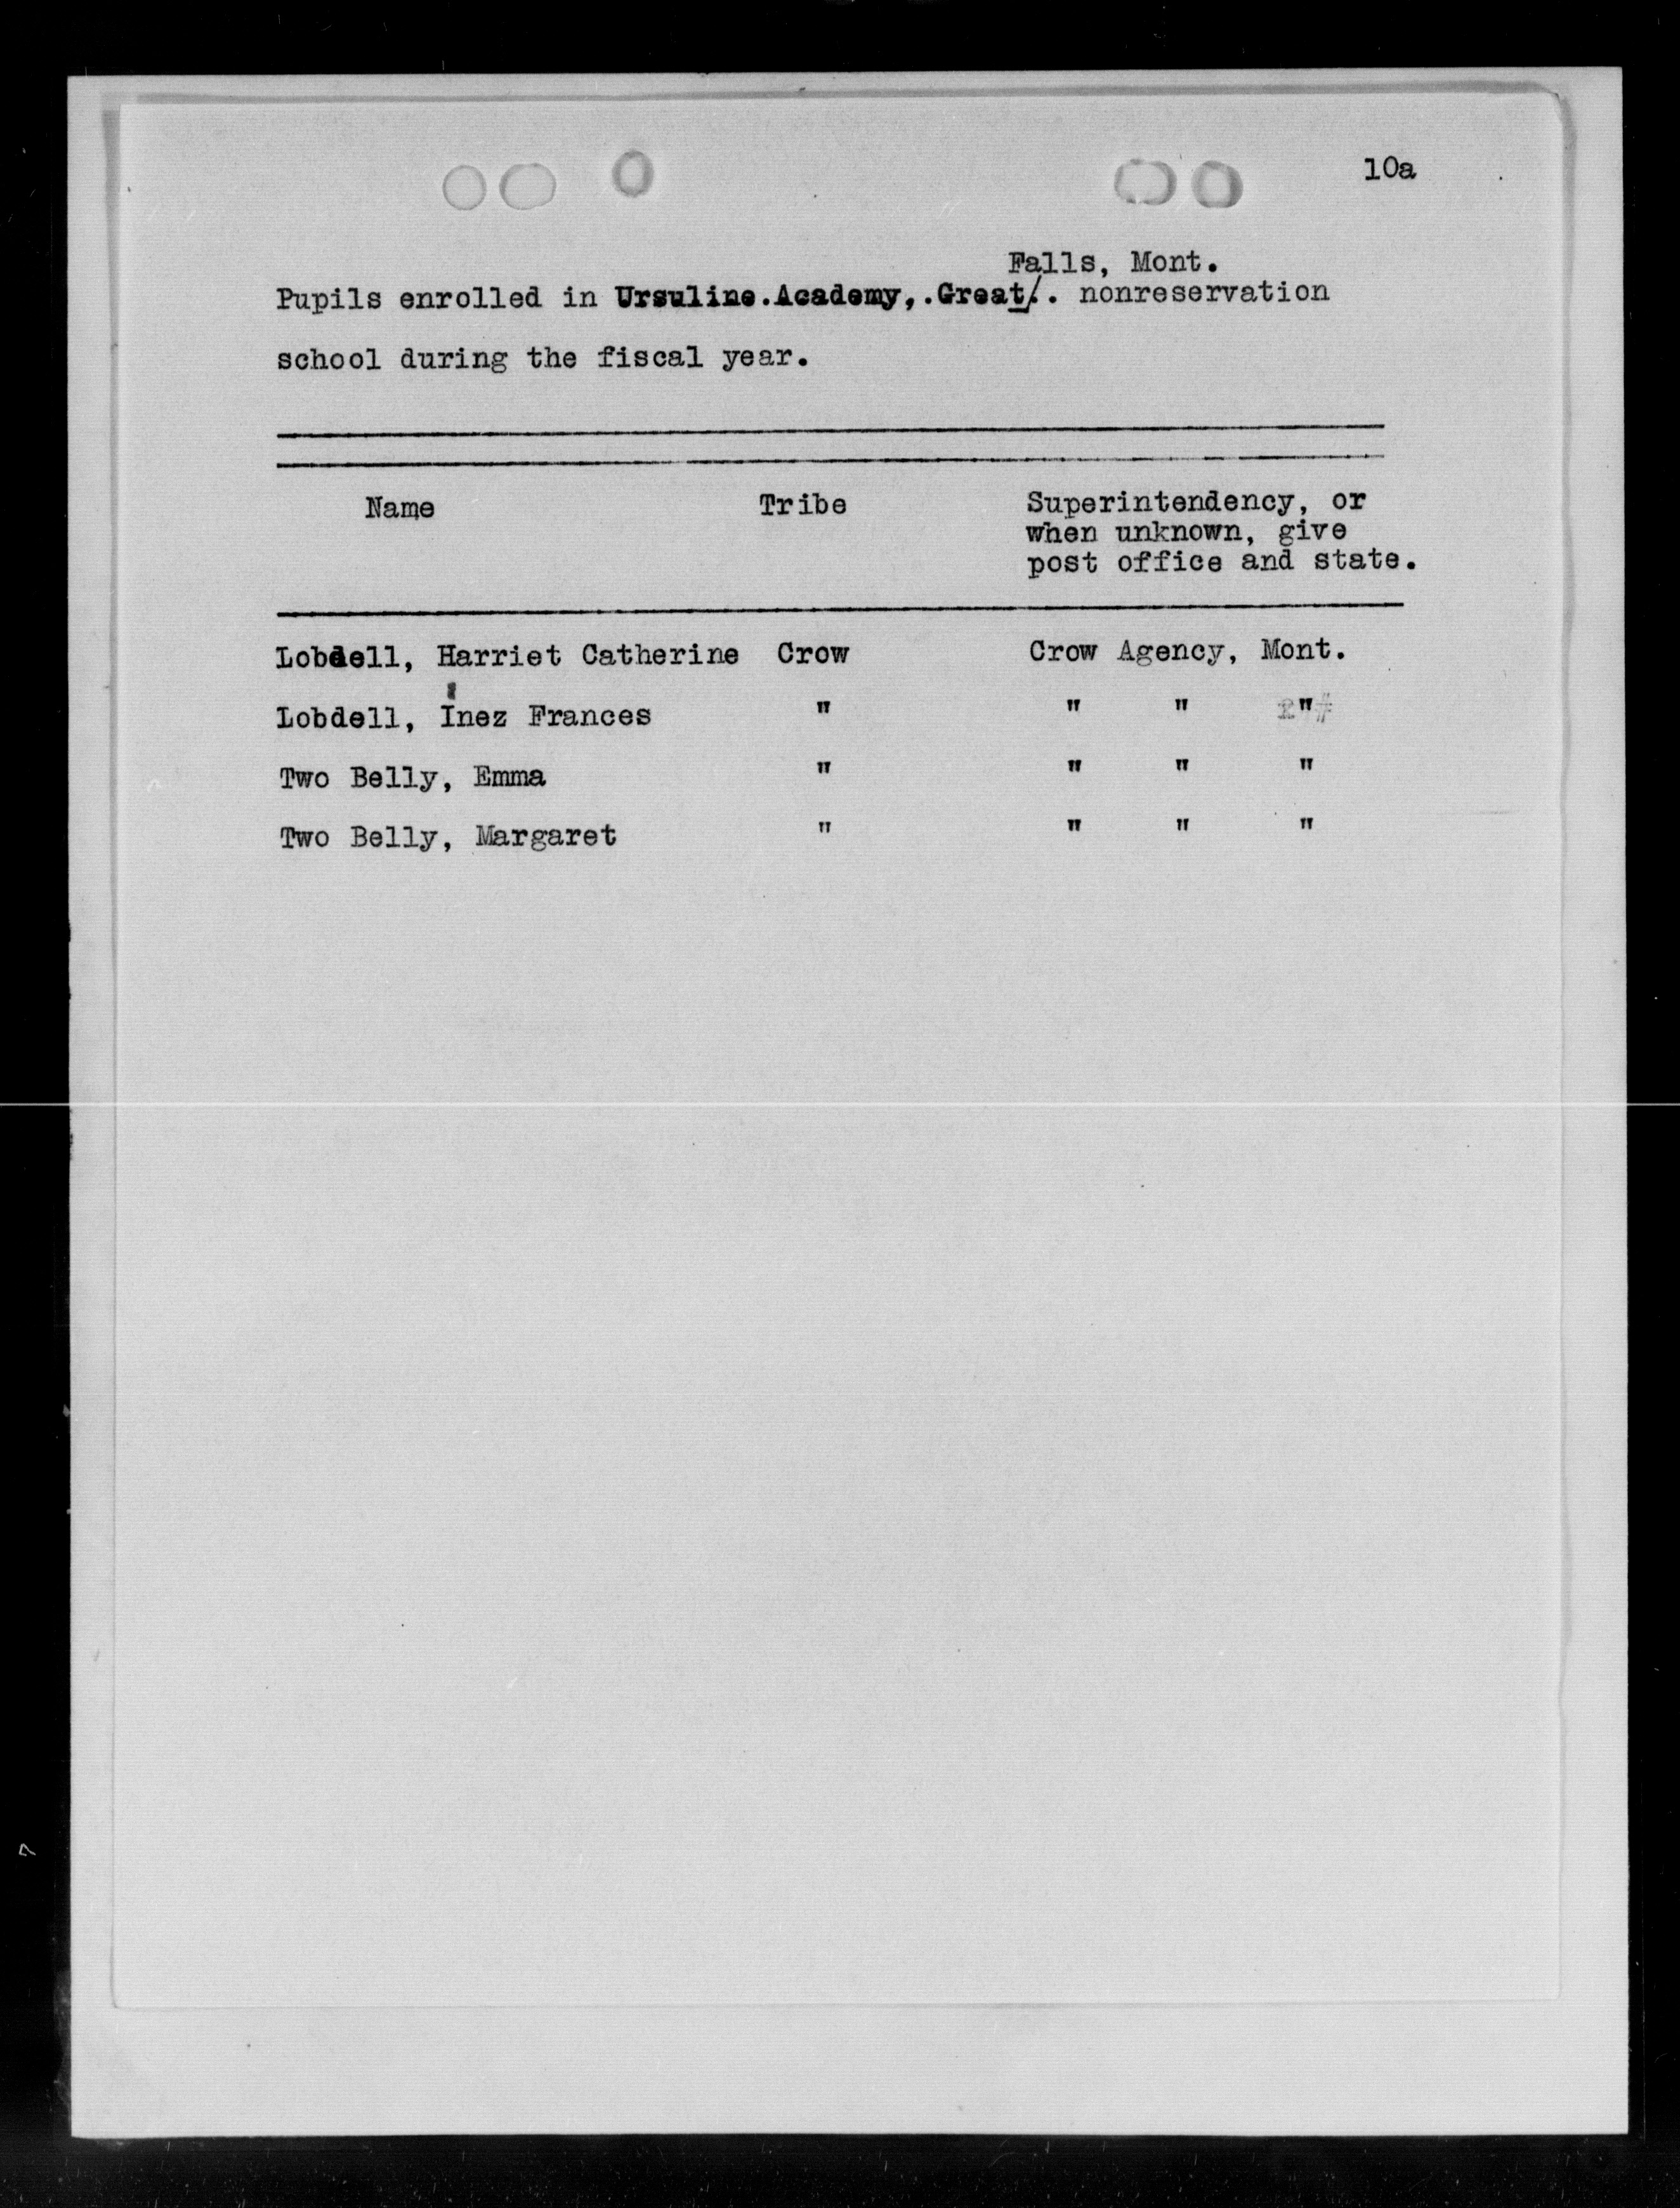 10a
Falls, Mont.
Pupils enrolled in Ursuline.Academy,.Great/.. nonreservation
school during the fiscal year.
Name Tribe Superintendency, or
when unknown, give
post office and state.
Lobdell, Harriet Catherine Crow Crow Agency, Mont.
Lobdell, Inez Frances " " " "
Two Belly, Emma " " " "
Two Belly, Margaret " " " "
7